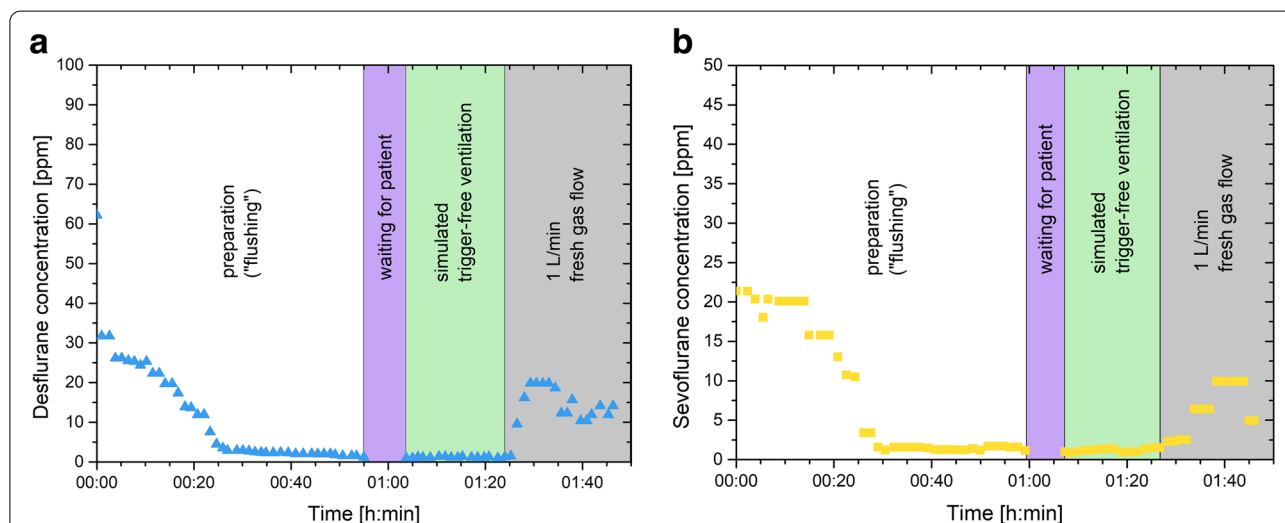 a
Desflurane concentration [ppm]
100
90
80
70
60
50
40
30
20
10
0
preparation
("flushing")
waiting for patient
simulated
trigger-free ventilation
1 L/min
fresh gas flow
00:00 00:20 00:40 01:00 01:20 01:40
Time [h:min]
b
Sevoflurane concentration [ppm]
50
45
40
35
30
25
20
15
10
5
0
preparation
("flushing")
waiting for patient
simulated
trigger-free ventilation
1 L/min
fresh gas flow
00:00 00:20 00:40 01:00 01:20 01:40
Time [h:min]